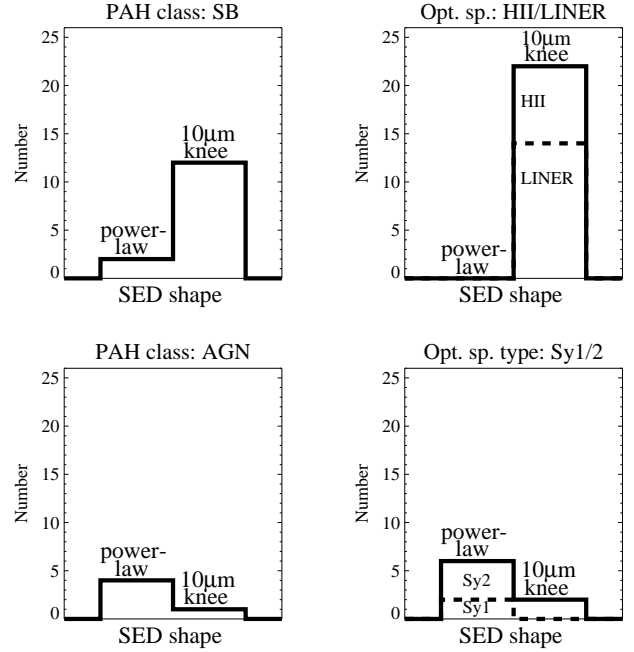 PAH class: SB
25
20
15
10
5
0
Number
10μm
knee
power-
law
SED shape
Opt. sp.: HII/LINER
25
20
15
10
5
0
Number
10μm
knee
HII
LINER
power-
law
SED shape
PAH class: AGN
25
20
15
10
5
0
Number
power-
law
10μm
knee
SED shape
Opt. sp. type: Sy1/2
25
20
15
10
5
0
Number
power-
law
10μm
knee
Sy2
Sy1
SED shape